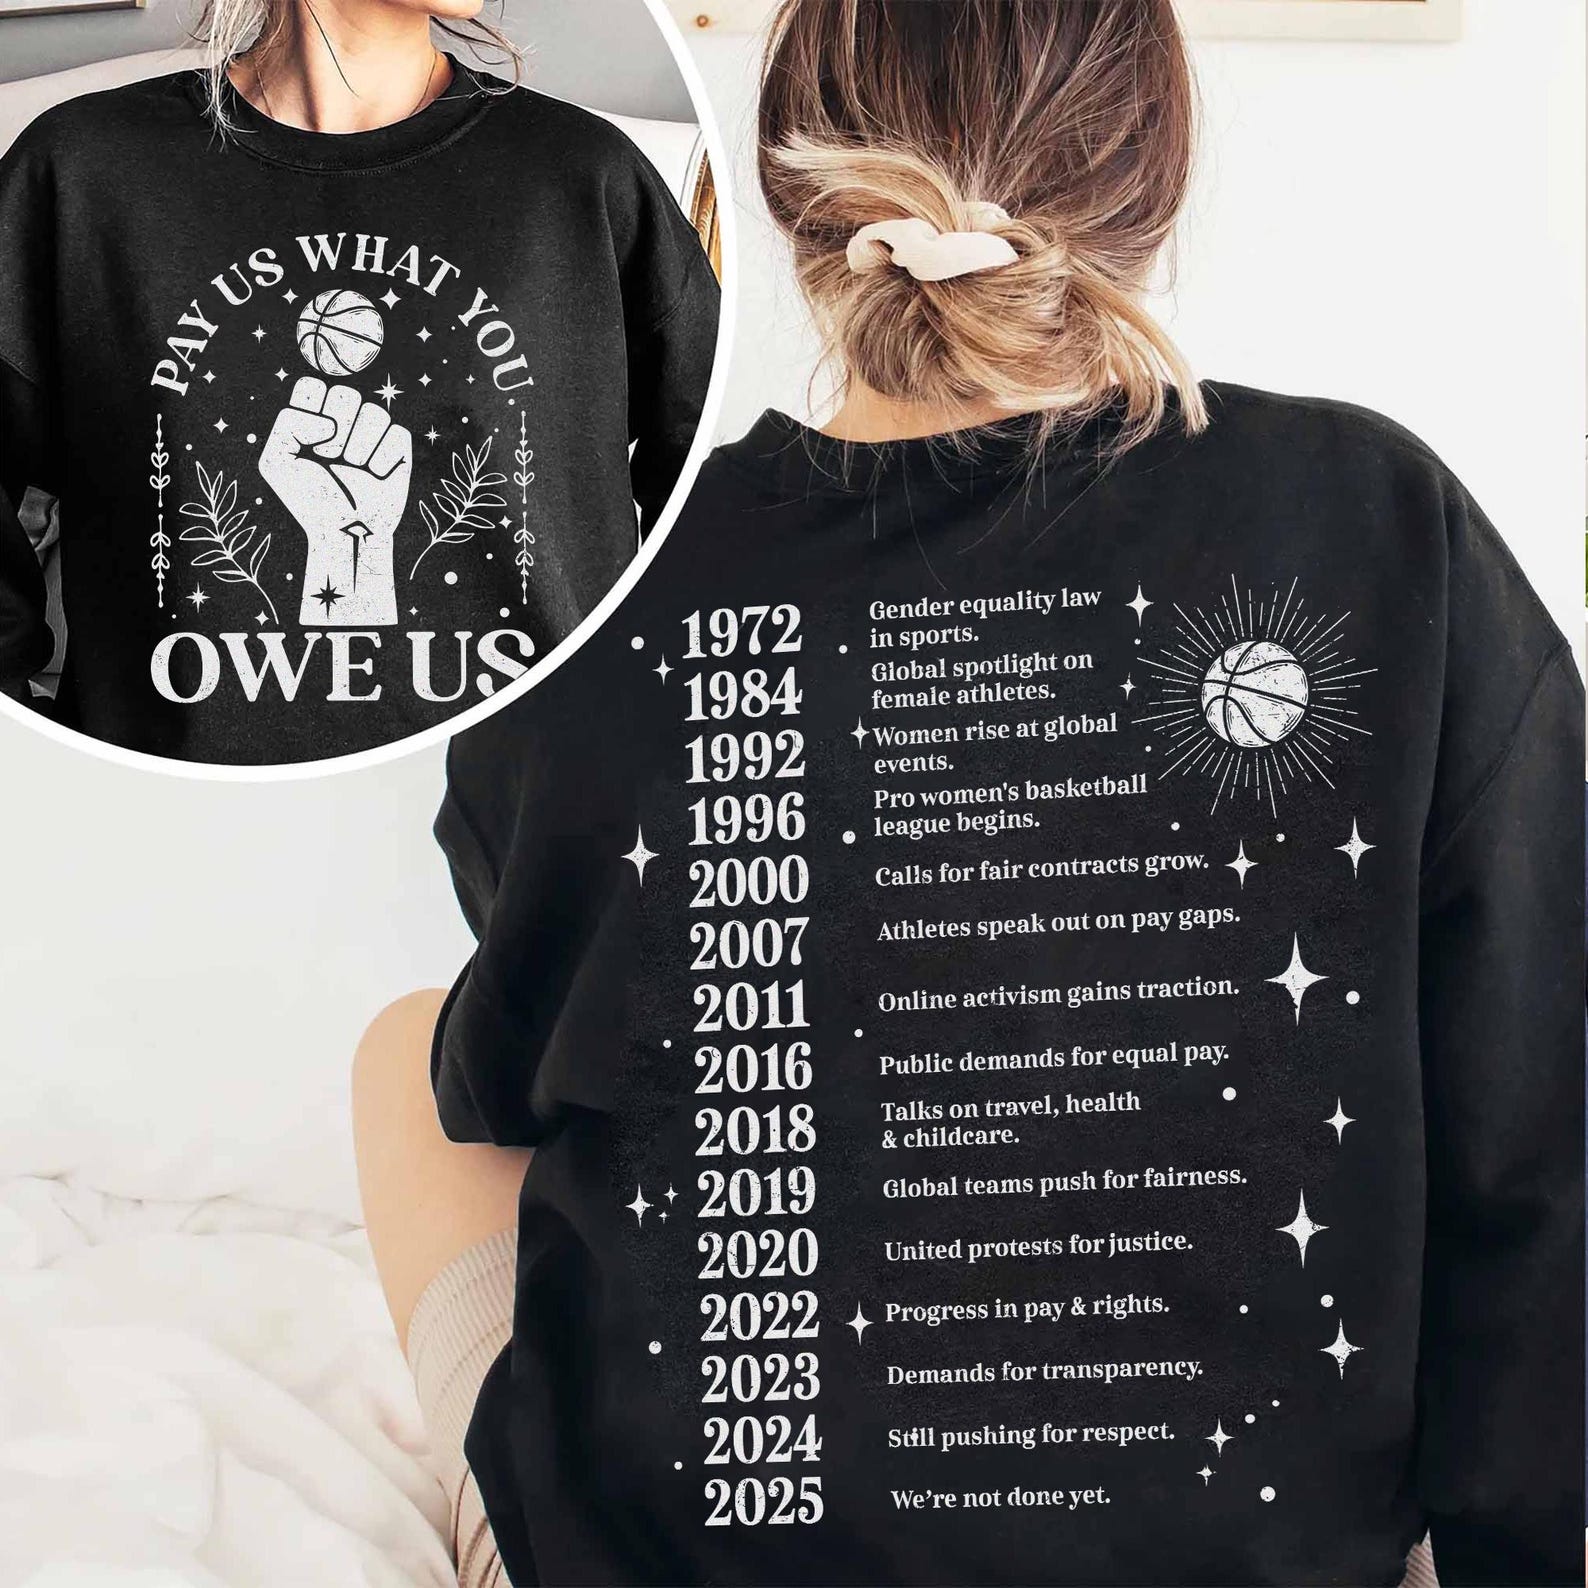 PAY US WHAT YOU
OWE US
1972 Gender equality law
in sports.
1984 Global spotlight on
female athletes.
1992 Women rise at global
events.
1996 Pro women's basketball
league begins.
2000 Calls for fair contracts grow.
2007 Athletes speak out on pay gaps.
2011 Online activism gains traction.
2016 Public demands for equal pay.
2018 Talks on travel, health
& childcare.
2019 Global teams push for fairness.
2020 United protests for justice.
2022 Progress in pay & rights.
2023 Demands for transparency.
2024 Still pushing for respect.
2025 We’re not done yet.